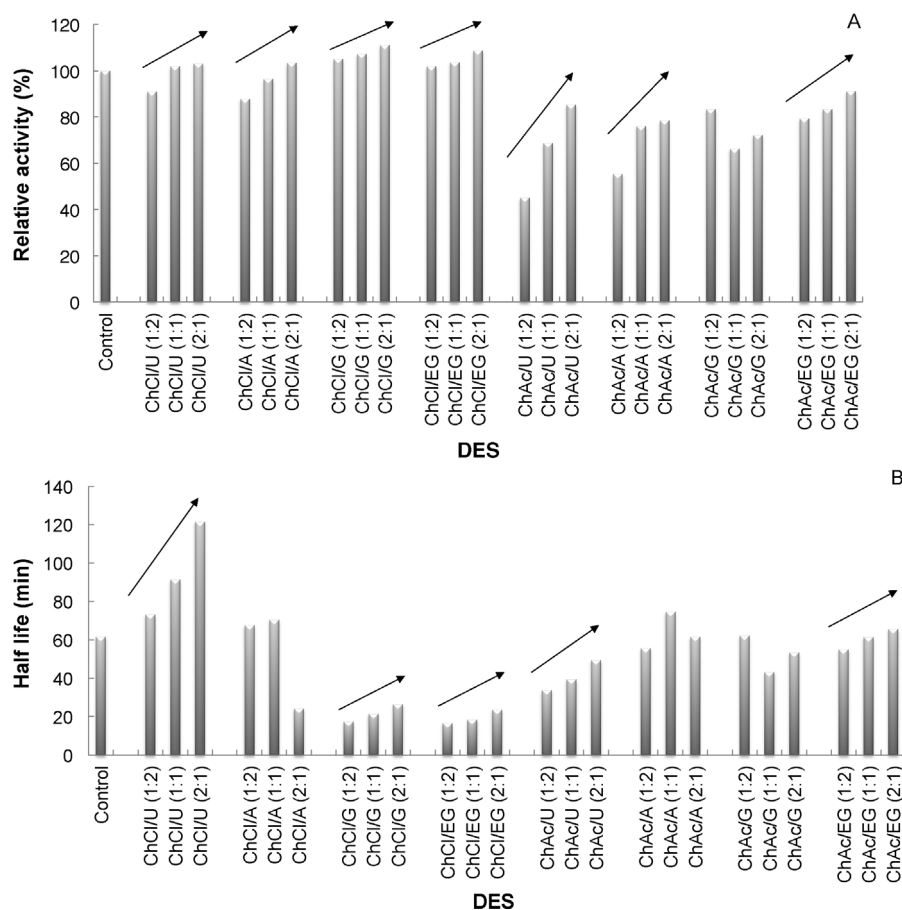 A
Relative activity (%)
120
100
80
60
40
20
0
Control
ChCl/U (1:2)
ChCl/U (1:1)
ChCl/U (2:1)
ChCl/A (1:2)
ChCl/A (1:1)
ChCl/A (2:1)
ChCl/G (1:2)
ChCl/G (1:1)
ChCl/G (2:1)
ChCl/EG (1:2)
ChCl/EG (1:1)
ChCl/EG (2:1)
ChAc/U (1:2)
ChAc/U (1:1)
ChAc/U (2:1)
ChAc/A (1:2)
ChAc/A (1:1)
ChAc/A (2:1)
ChAc/G (1:2)
ChAc/G (1:1)
ChAc/G (2:1)
ChAc/EG (1:2)
ChAc/EG (1:1)
ChAc/EG (2:1)
DES
B
Half life (min)
140
120
100
80
60
40
20
0
Control
ChCl/U (1:2)
ChCl/U (1:1)
ChCl/U (2:1)
ChCl/A (1:2)
ChCl/A (1:1)
ChCl/A (2:1)
ChCl/G (1:2)
ChCl/G (1:1)
ChCl/G (2:1)
ChCl/EG (1:2)
ChCl/EG (1:1)
ChCl/EG (2:1)
ChAc/U (1:2)
ChAc/U (1:1)
ChAc/U (2:1)
ChAc/A (1:2)
ChAc/A (1:1)
ChAc/A (2:1)
ChAc/G (1:2)
ChAc/G (1:1)
ChAc/G (2:1)
ChAc/EG (1:2)
ChAc/EG (1:1)
ChAc/EG (2:1)
DES